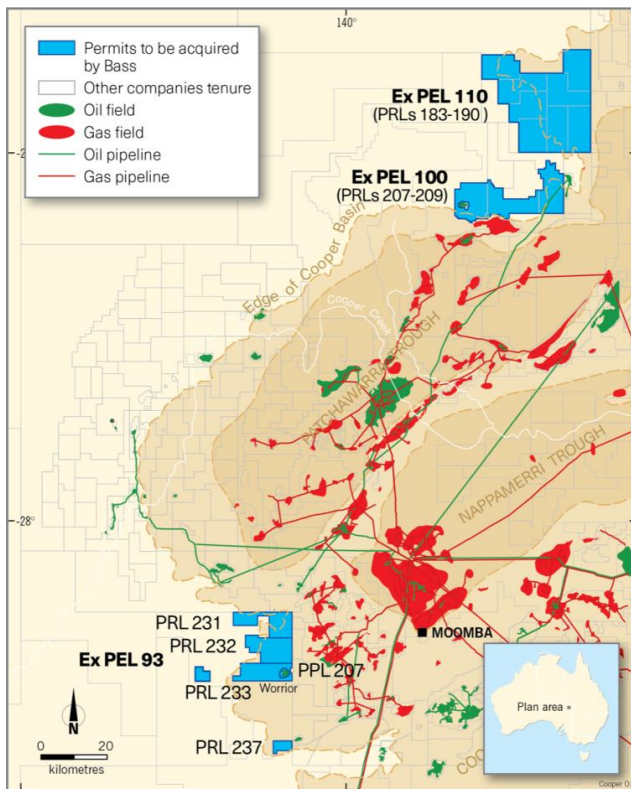 140°
Permits to be acquired
by Bass
Other companies tenure
Oil field
Gas field
Oil pipeline
Gas pipeline
Ex PEL 110
(PRLs 183-190 )
Ex PEL 100
(PRLs 207-209)
Edge of Cooper Basin
Cooper Creek
PATCHAWARRA TROUGH
NAPPAMERRI TROUGH
28°
PRL 231
PRL 232
Ex PEL 93
PPL 207
PRL 233
Worrior
MOOMBA
PRL 237
N
0 20
kilometres
Plan area
COO
Cooper O